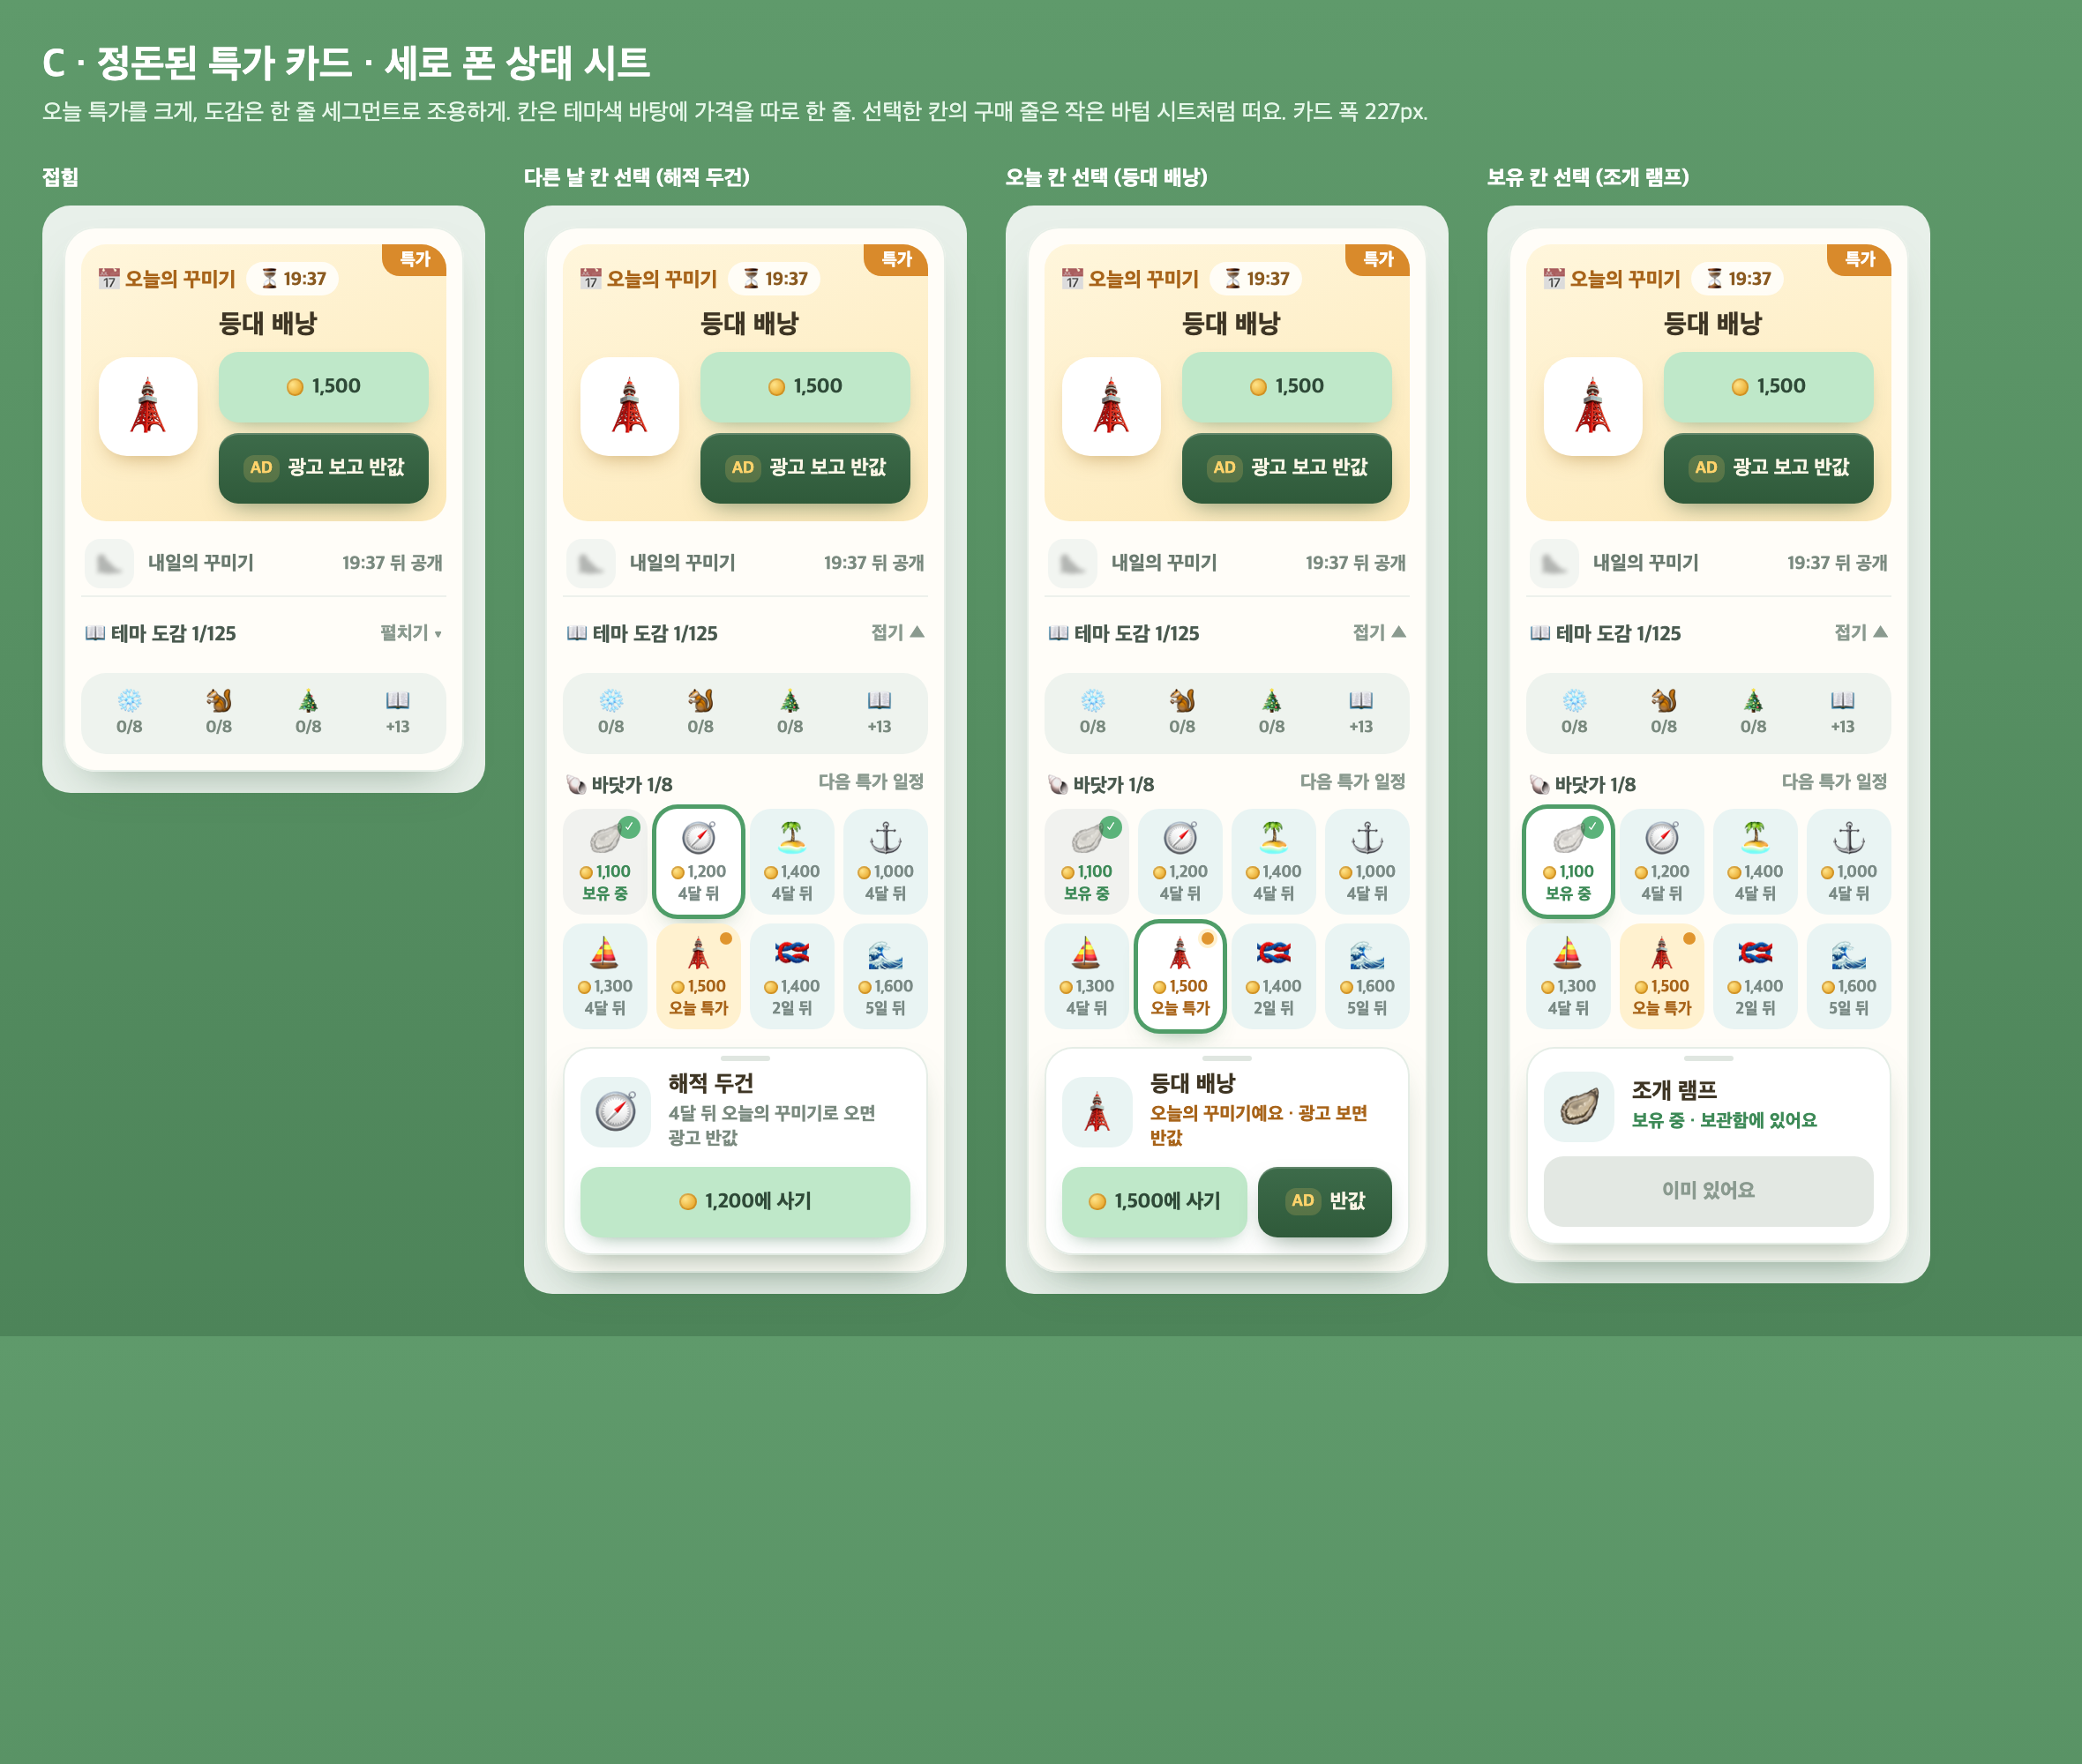 C · 정돈된 특가 카드 · 세로 폰 상태 시트
오늘 특가를 크게, 도감은 한 줄 세그먼트로 조용하게. 칸은 테마색 바탕에 가격을 따로 한 줄. 선택한 칸의 구매 줄은 작은 바텀 시트처럼 떠요. 카드 폭 227px.
접힘
특가
17 오늘의 꾸미기 19:37
등대 배낭
1,500
AD 광고 보고 반값
내일의 꾸미기 19:37 뒤 공개
테마 도감 1/125 펼치기 ▾
0/8 0/8 0/8 +13
다른 날 칸 선택 (해적 두건)
특가
17 오늘의 꾸미기 19:37
등대 배낭
1,500
AD 광고 보고 반값
내일의 꾸미기 19:37 뒤 공개
테마 도감 1/125 접기 ▲
0/8 0/8 0/8 +13
바닷가 1/8 다음 특가 일정
✓
1,100 1,200 1,400 1,000
보유 중 4달 뒤 4달 뒤 4달 뒤
1,300 1,500 1,400 1,600
4달 뒤 오늘 특가 2일 뒤 5일 뒤
해적 두건
4달 뒤 오늘의 꾸미기로 오면
광고 반값
1,200에 사기
오늘 칸 선택 (등대 배낭)
특가
17 오늘의 꾸미기 19:37
등대 배낭
1,500
AD 광고 보고 반값
내일의 꾸미기 19:37 뒤 공개
테마 도감 1/125 접기 ▲
0/8 0/8 0/8 +13
바닷가 1/8 다음 특가 일정
✓
1,100 1,200 1,400 1,000
보유 중 4달 뒤 4달 뒤 4달 뒤
1,300 1,500 1,400 1,600
4달 뒤 오늘 특가 2일 뒤 5일 뒤
등대 배낭
오늘의 꾸미기예요 · 광고 보면
반값
1,500에 사기 AD 반값
보유 칸 선택 (조개 램프)
특가
17 오늘의 꾸미기 19:37
등대 배낭
1,500
AD 광고 보고 반값
내일의 꾸미기 19:37 뒤 공개
테마 도감 1/125 접기 ▲
0/8 0/8 0/8 +13
바닷가 1/8 다음 특가 일정
✓
1,100 1,200 1,400 1,000
보유 중 4달 뒤 4달 뒤 4달 뒤
1,300 1,500 1,400 1,600
4달 뒤 오늘 특가 2일 뒤 5일 뒤
조개 램프
보유 중 · 보관함에 있어요
이미 있어요